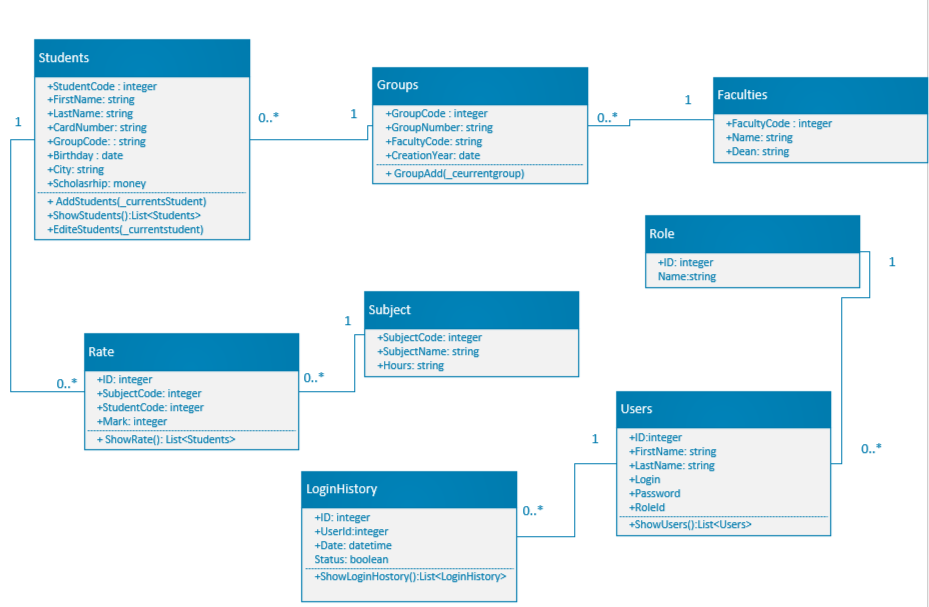 Students
+StudentCode : integer
+FirstName: string
+LastName: string
+CardNumber: string
+GroupCode: : string
+Birthday : date
+City: string
+Scholasrhip: money
+ AddStudents(_currentsStudent)
+ShowStudents():List<Students>
+EditeStudents(_currentstudent)
1
0..*
1
Groups
+GroupCode : integer
+GroupNumber: string
+FacultyCode: string
+CreationYear: date
+ GroupAdd(_ceurrentgroup)
0..*
1
Faculties
+FacultyCode : integer
+Name: string
+Dean: string
Role
+ID: integer
Name:string
1
Subject
+SubjectCode: integer
+SubjectName: string
+Hours: string
1
Rate
+ID: integer
+SubjectCode: integer
+StudentCode: integer
+Mark: integer
+ ShowRate(): List<Students>
0..*
0..*
Users
+ID:integer
+FirstName: string
+LastName: string
+Login
+Password
+RoleId
+ShowUsers():List<Users>
1
0..*
LoginHistory
+ID: integer
+UserId:integer
+Date: datetime
Status: boolean
+ShowLoginHostory():List<LoginHistory>
0..*